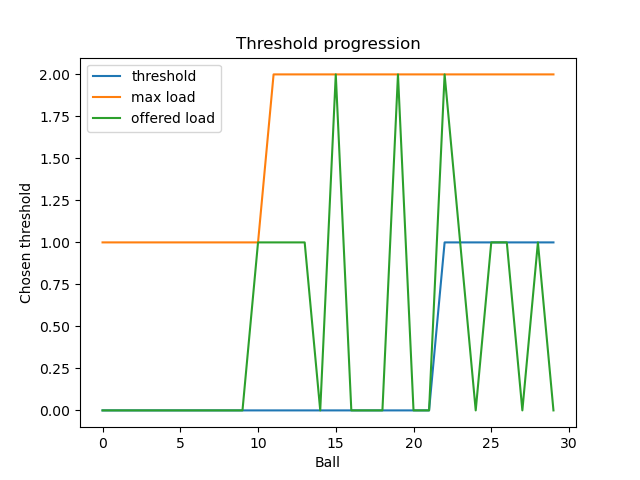 Threshold progression
threshold
max load
offered load
2.00
1.75
1.50
1.25
1.00
0.75
0.50
0.25
0.00
Chosen threshold
0 5 10 15 20 25 30
Ball